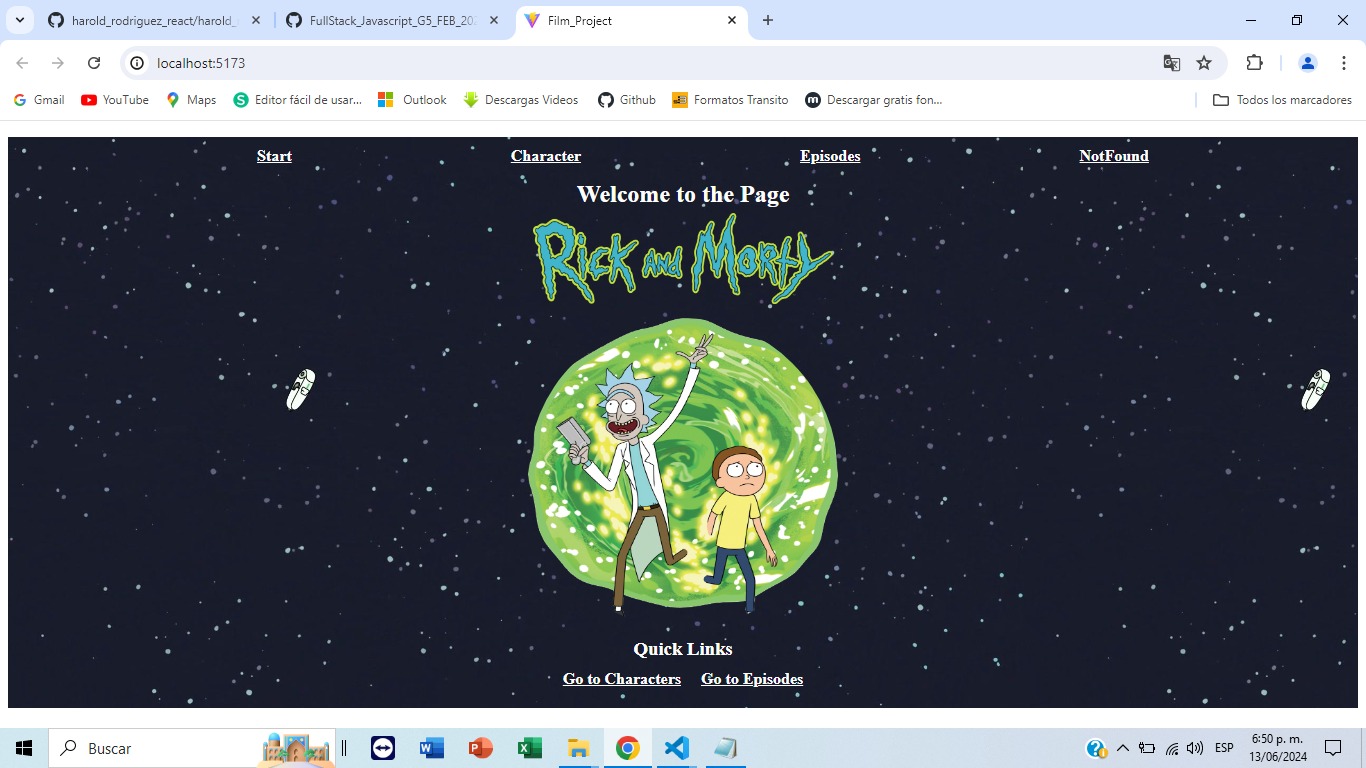 harold_rodriguez_react/harold_
FullStack_Javascript_G5_FEB_20
Film_Project
localhost:5173
Gmail
YouTube
Maps
Editor fácil de usar...
Outlook
Descargas Videos
Github
Formatos Transito
Descargar gratis fon...
Todos los marcadores
Start
Character
Episodes
NotFound
Welcome to the Page
Rick and Morty
Quick Links
Go to Characters
Go to Episodes
Buscar
ESP
6:50 p. m.
13/06/2024